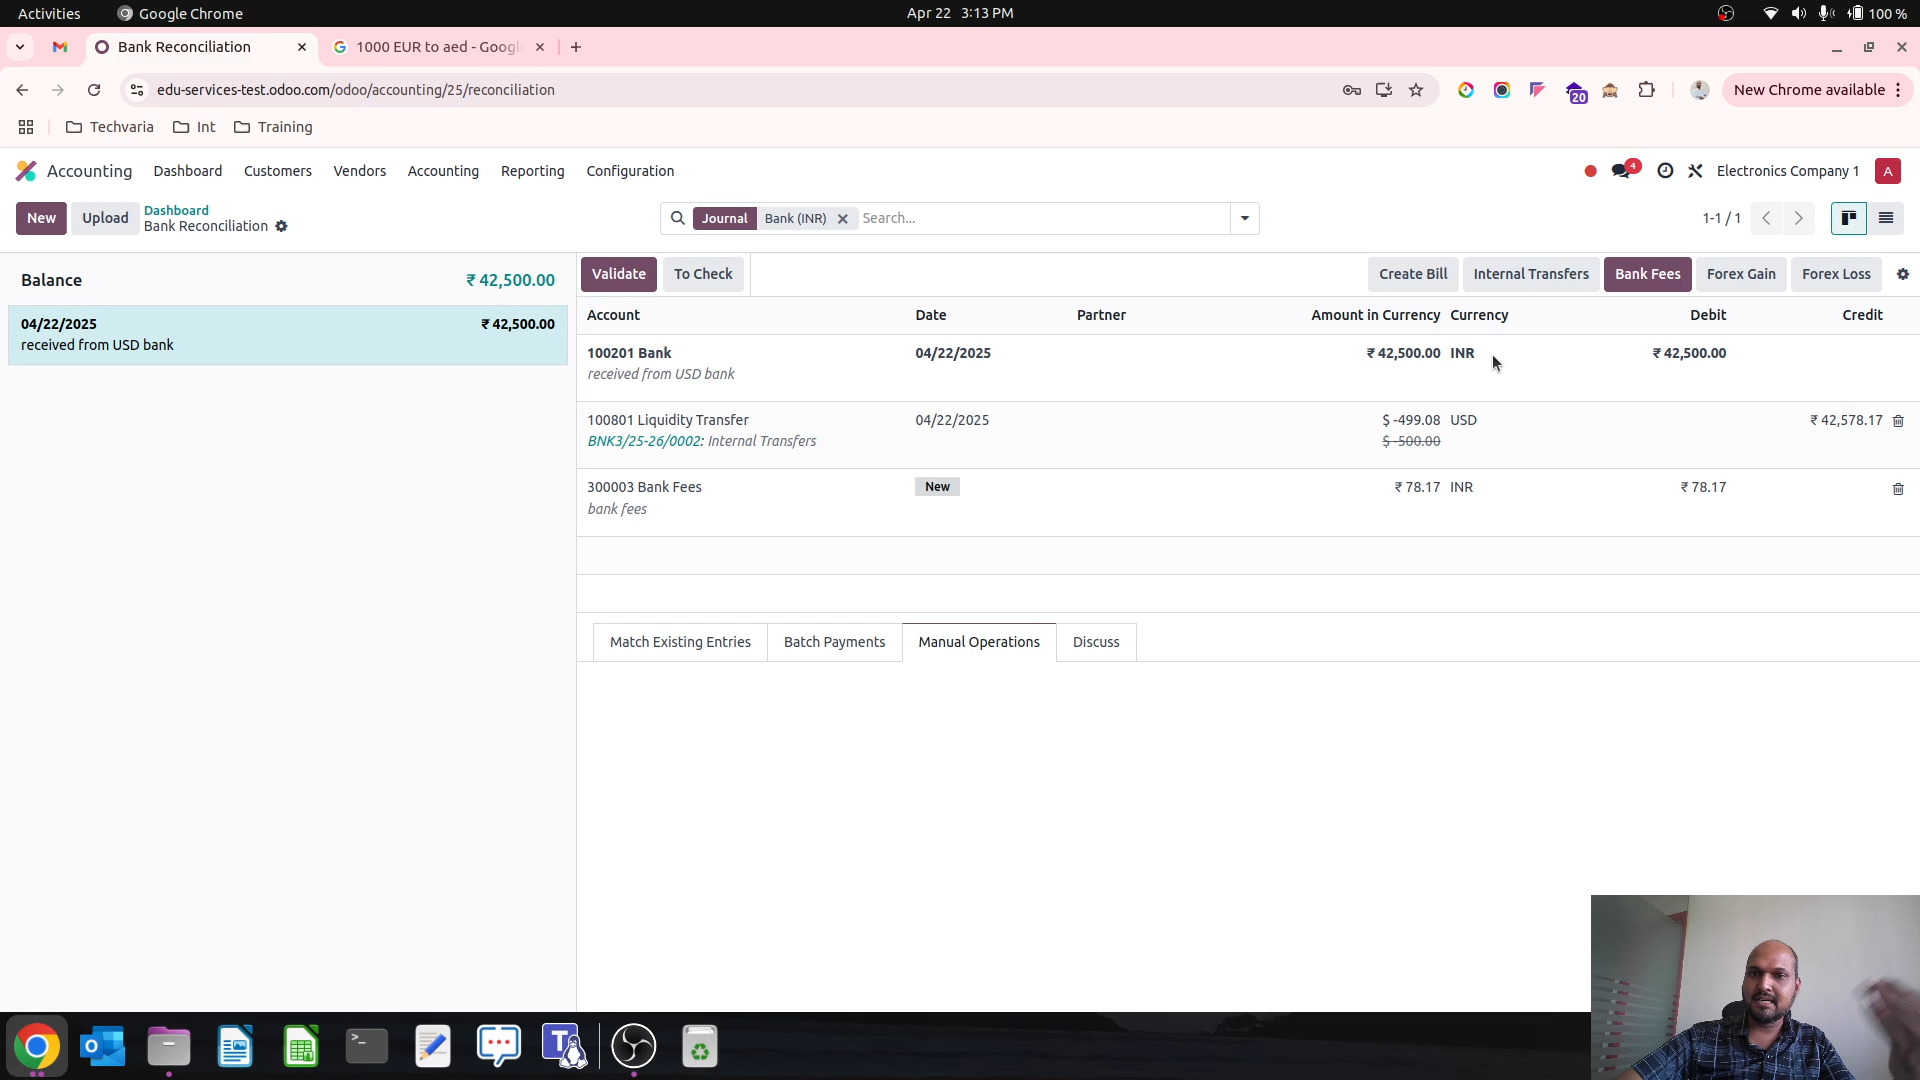 Activities
Google Chrome
Apr 22 3:13 PM
100 %
Bank Reconciliation
1000 EUR to aed - Googl
edu-services-test.odoo.com/odoo/accounting/25/reconciliation
20
New Chrome available
Techvaria
Int
Training
Accounting
Dashboard
Customers
Vendors
Accounting
Reporting
Configuration
4
Electronics Company 1
A
New
Upload
Dashboard
Bank Reconciliation
Journal
Bank (INR)
Search...
1-1 / 1
Balance
₹ 42,500.00
04/22/2025
₹ 42,500.00
received from USD bank
Validate
To Check
Create Bill
Internal Transfers
Bank Fees
Forex Gain
Forex Loss
Account
Date
Partner
Amount in Currency
Currency
Debit
Credit
100201 Bank
04/22/2025
₹ 42,500.00
INR
₹ 42,500.00
received from USD bank
100801 Liquidity Transfer
04/22/2025
$ -499.08
USD
₹ 42,578.17
BNK3/25-26/0002: Internal Transfers
$ -500.00
300003 Bank Fees
New
₹ 78.17
INR
₹ 78.17
bank fees
Match Existing Entries
Batch Payments
Manual Operations
Discuss